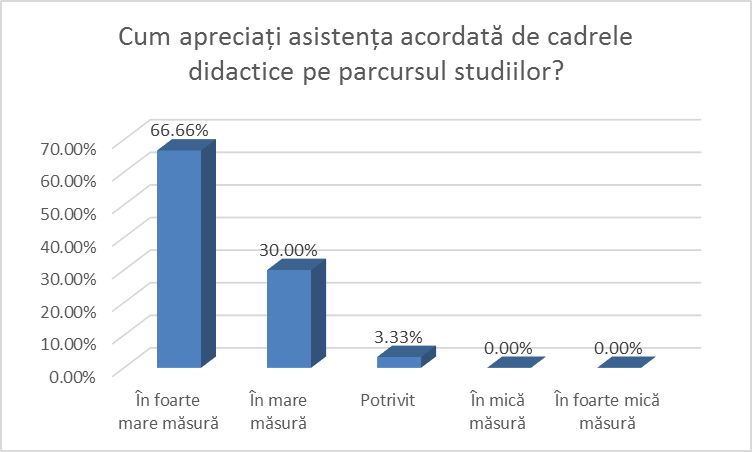 Cum apreciați asistența acordată de cadrele
didactice pe parcursul studiilor?
70.00%
60.00%
50.00%
40.00%
30.00%
20.00%
10.00%
0.00%
66.66%
30.00%
3.33%
0.00%
0.00%
În foarte
mare măsură
În mare
măsură
Potrivit
În mică
măsură
În foarte mică
măsură